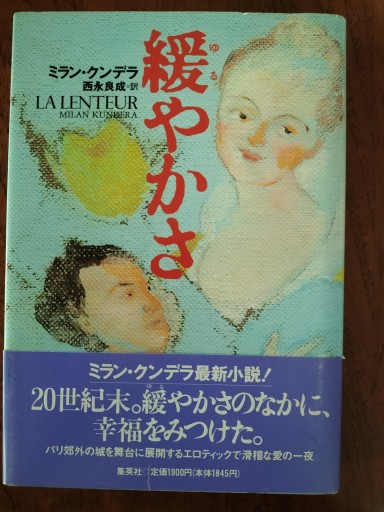 ミラン・クンデラ
西永良成・訳
LA LENTEUR
MILAN KUNDERA
緩やかさ
ゆる
ミラン・クンデラ最新小説!
20世紀末。緩やかさのなかに、
ゆる
幸福をみつけた。
パリ郊外の城を舞台に展開するエロティックで滑稽な愛の一夜
集英社 定価1900円(本体1845円)